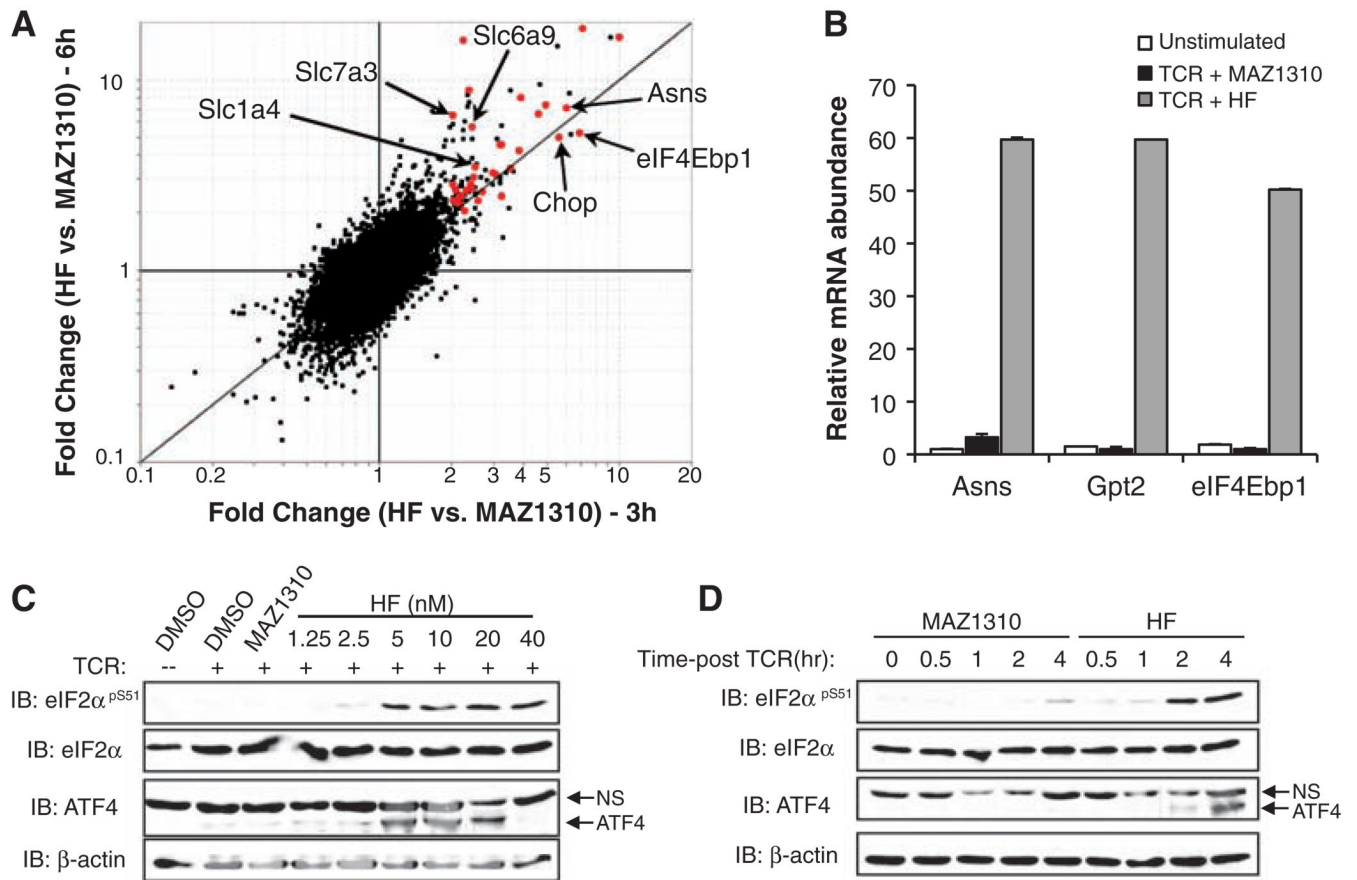 A
Fold Change (HF vs. MAZ1310) - 6h
10
1
0.1
Slc6a9
Slc7a3
Slc1a4
Asns
eIF4Ebp1
Chop
0.1 0.2 1 2 3 4 5 6 10 20
Fold Change (HF vs. MAZ1310) - 3h
B
Unstimulated
TCR + MAZ1310
TCR + HF
Relative mRNA abundance
70
60
50
40
30
20
10
0
Asns Gpt2 eIF4Ebp1
C
DMSO DMSO MAZ1310 HF (nM)
1.25 2.5 5 10 20 40
TCR: -- + + + + + + + +
IB: eIF2α pS51
IB: eIF2α
IB: ATF4
NS
ATF4
IB: β-actin
D
MAZ1310 HF
Time-post TCR(hr): 0 0.5 1 2 4 0.5 1 2 4
IB: eIF2α pS51
IB: eIF2α
IB: ATF4
NS
ATF4
IB: β-actin